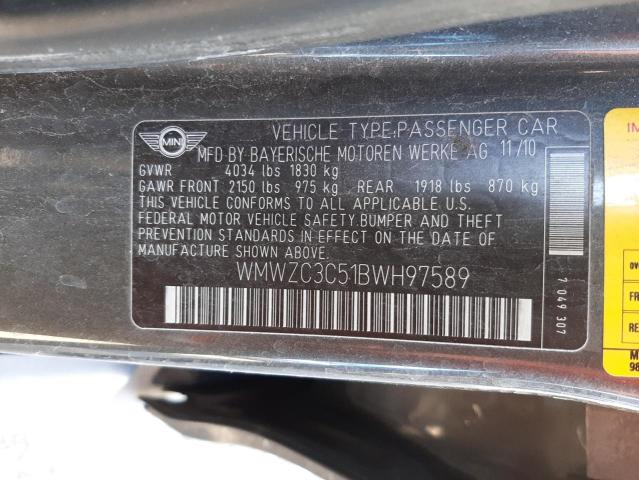 MINI
VEHICLE TYPE:PASSENGER CAR
MFD BY BAYERISCHE MOTOREN WERKE AG 11/10
GVWR 4034 lbs 1830 kg
GAWR FRONT 2150 lbs 975 kg REAR 1918 lbs 870 kg
THIS VEHICLE CONFORMS TO ALL APPLICABLE U.S.
FEDERAL MOTOR VEHICLE SAFETY,BUMPER AND THEFT
PREVENTION STANDARDS IN EFFECT ON THE DATE OF
MANUFACTURE SHOWN ABOVE.
WMWZC3C51BWH97589
7 049 307